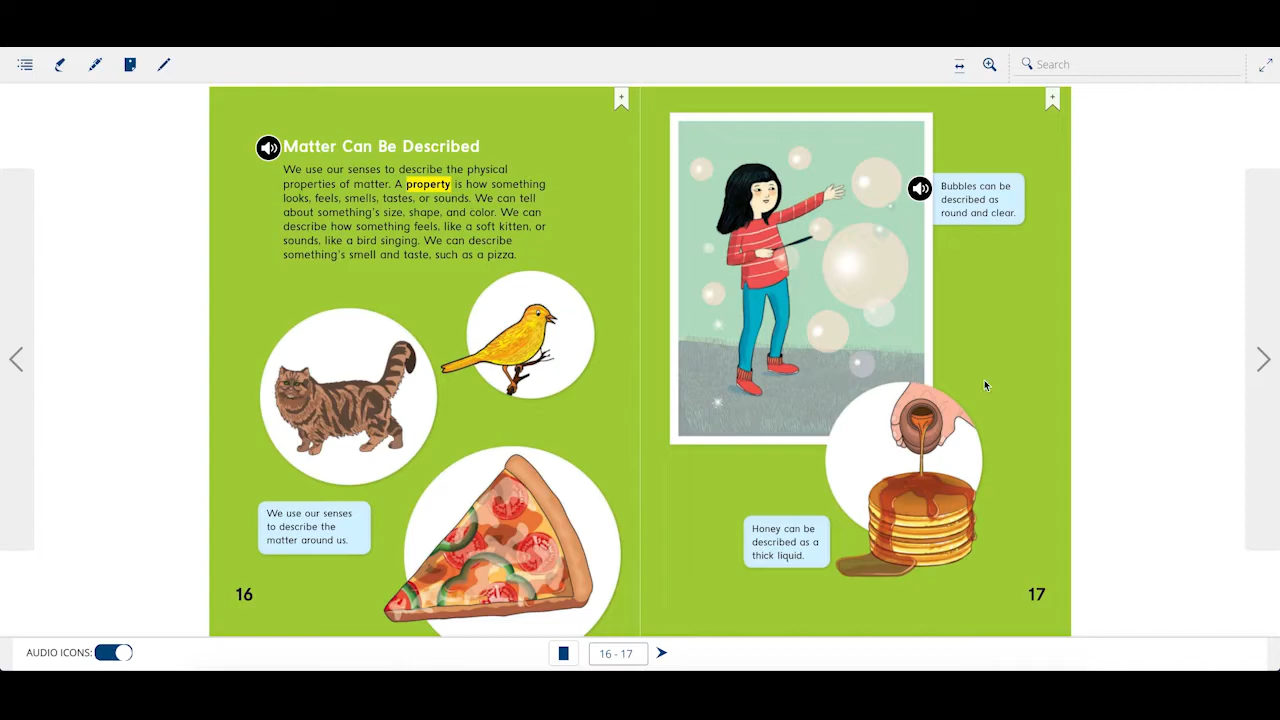 Search
Matter Can Be Described
We use our senses to describe the physical
properties of matter. A property is how something
looks, feels, smells, tastes, or sounds. We can tell
about something's size, shape, and color. We can
describe how something feels, like a soft kitten, or
sounds, like a bird singing. We can describe
something's smell and taste, such as a pizza.
We use our senses
to describe the
matter around us.
16
Bubbles can be
described as
round and clear.
Honey can be
described as a
thick liquid.
17
AUDIO ICONS:
16 - 17